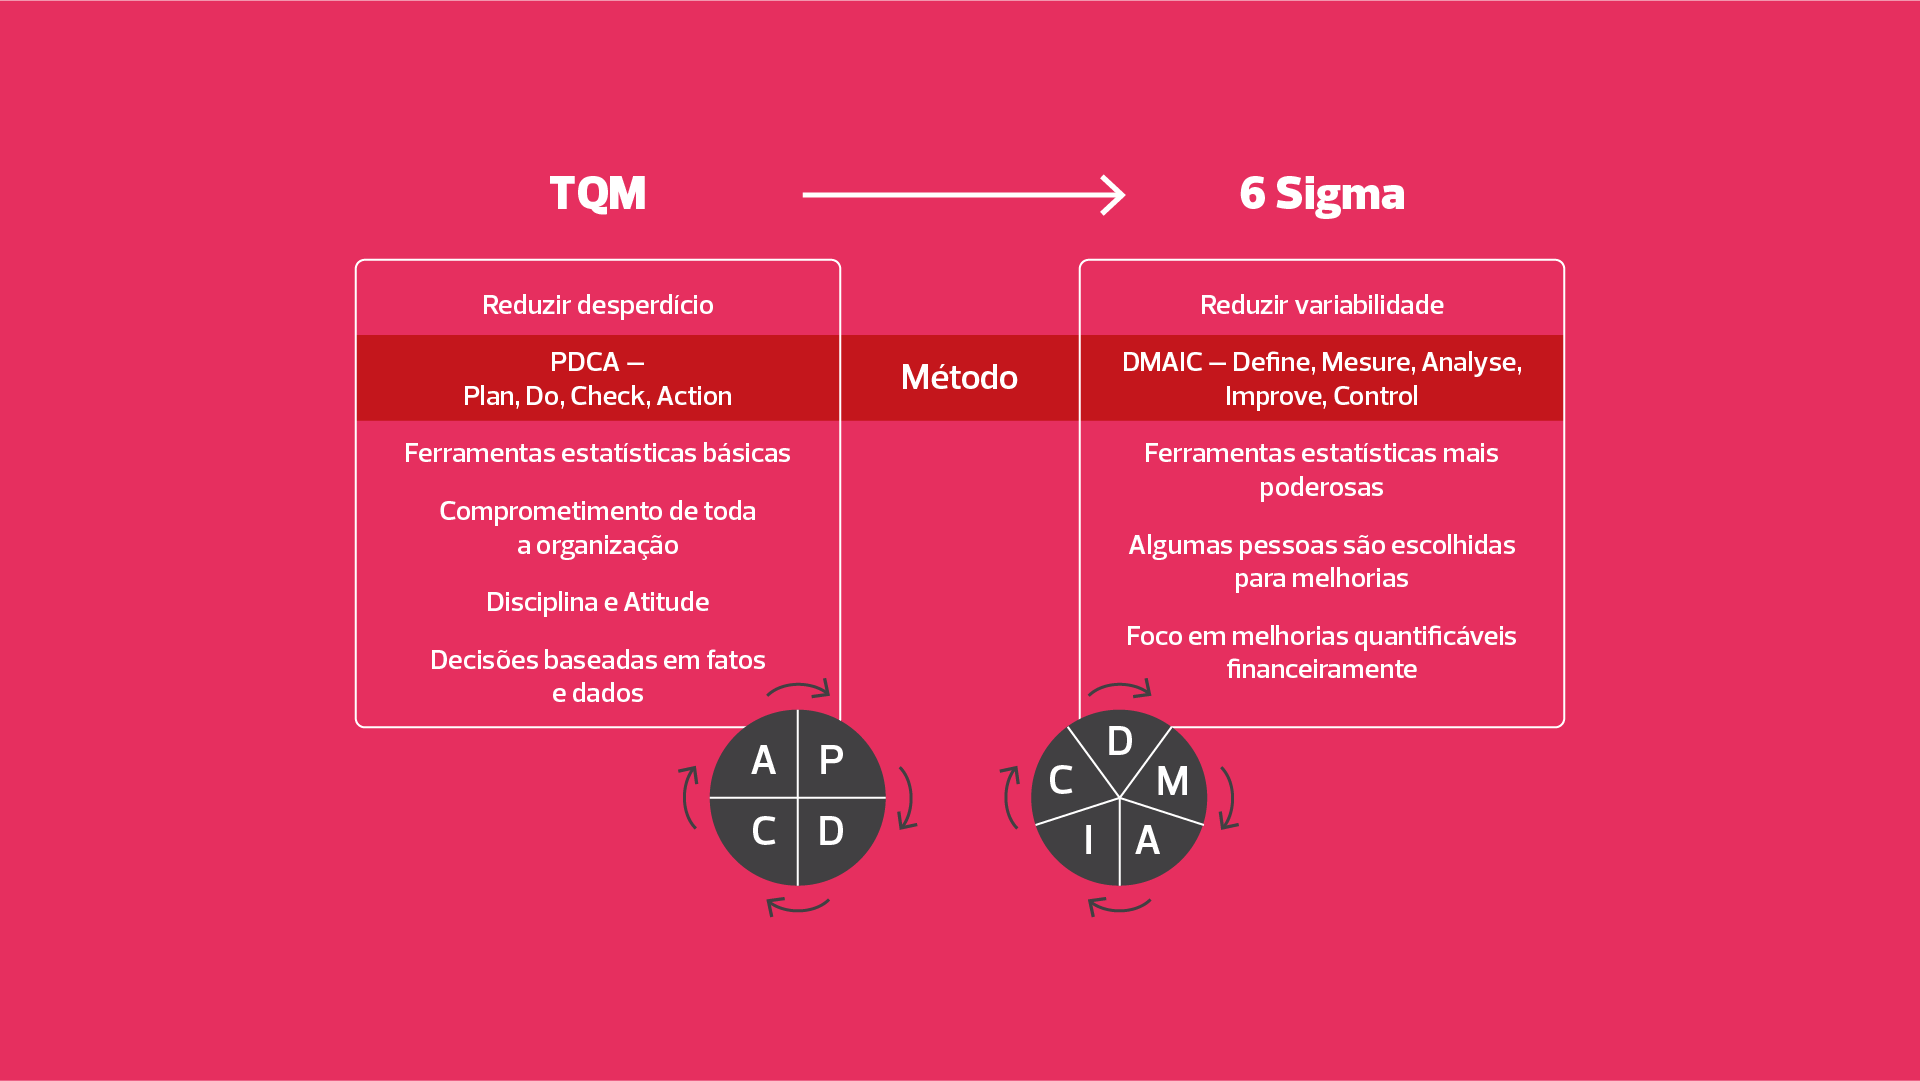 TQM
6 Sigma
Reduzir desperdício
PDCA –
Plan, Do, Check, Action
Ferramentas estatísticas básicas
Comprometimento de toda
a organização
Disciplina e Atitude
Decisões baseadas em fatos
e dados
Método
Reduzir variabilidade
DMAIC – Define, Mesure, Analyse,
Improve, Control
Ferramentas estatísticas mais
poderosas
Algumas pessoas são escolhidas
para melhorias
Foco em melhorias quantificáveis
financeiramente
A P
C D
D
C M
I A